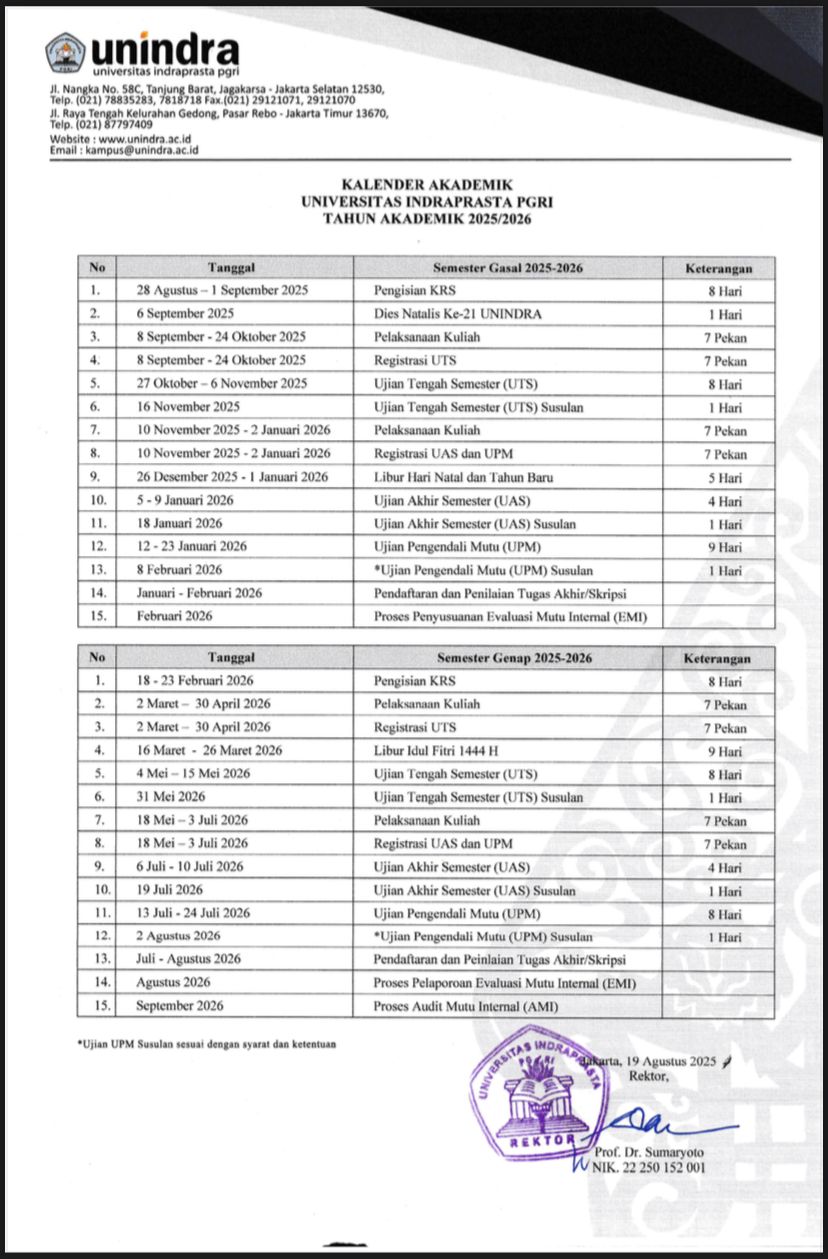 unindra
universitas indraprasta pgri
Jl. Nangka No. 58C, Tanjung Barat, Jagakarsa - Jakarta Selatan 12530,
Telp. (021) 78835283, 7818718 Fax.(021) 29121071, 29121070
Jl. Raya Tengah Kelurahan Gedong, Pasar Rebo - Jakarta Timur 13670,
Telp. (021) 87797409
Website : www.unindra.ac.id
Email : kampus@unindra.ac.id
KALENDER AKADEMIK
UNIVERSITAS INDRAPRASTA PGRI
TAHUN AKADEMIK 2025/2026
No Tanggal Semester Gasal 2025-2026 Keterangan
1. 28 Agustus – 1 September 2025 Pengisian KRS 8 Hari
2. 6 September 2025 Dies Natalis Ke-21 UNINDRA 1 Hari
3. 8 September - 24 Oktober 2025 Pelaksanaan Kuliah 7 Pekan
4. 8 September - 24 Oktober 2025 Registrasi UTS 7 Pekan
5. 27 Oktober – 6 November 2025 Ujian Tengah Semester (UTS) 8 Hari
6. 16 November 2025 Ujian Tengah Semester (UTS) Susulan 1 Hari
7. 10 November 2025 - 2 Januari 2026 Pelaksanaan Kuliah 7 Pekan
8. 10 November 2025 - 2 Januari 2026 Registrasi UAS dan UPM 7 Pekan
9. 26 Desember 2025 - 1 Januari 2026 Libur Hari Natal dan Tahun Baru 5 Hari
10. 5 - 9 Januari 2026 Ujian Akhir Semester (UAS) 4 Hari
11. 18 Januari 2026 Ujian Akhir Semester (UAS) Susulan 1 Hari
12. 12 - 23 Januari 2026 Ujian Pengendali Mutu (UPM) 9 Hari
13. 8 Februari 2026 *Ujian Pengendali Mutu (UPM) Susulan 1 Hari
14. Januari - Februari 2026 Pendaftaran dan Penilaian Tugas Akhir/Skripsi
15. Februari 2026 Proses Penyusuanan Evaluasi Mutu Internal (EMI)
No Tanggal Semester Genap 2025-2026 Keterangan
1. 18 - 23 Februari 2026 Pengisian KRS 8 Hari
2. 2 Maret – 30 April 2026 Pelaksanaan Kuliah 7 Pekan
3. 2 Maret – 30 April 2026 Registrasi UTS 7 Pekan
4. 16 Maret - 26 Maret 2026 Libur Idul Fitri 1444 H 9 Hari
5. 4 Mei – 15 Mei 2026 Ujian Tengah Semester (UTS) 8 Hari
6. 31 Mei 2026 Ujian Tengah Semester (UTS) Susulan 1 Hari
7. 18 Mei – 3 Juli 2026 Pelaksanaan Kuliah 7 Pekan
8. 18 Mei – 3 Juli 2026 Registrasi UAS dan UPM 7 Pekan
9. 6 Juli - 10 Juli 2026 Ujian Akhir Semester (UAS) 4 Hari
10. 19 Juli 2026 Ujian Akhir Semester (UAS) Susulan 1 Hari
11. 13 Juli - 24 Juli 2026 Ujian Pengendali Mutu (UPM) 8 Hari
12. 2 Agustus 2026 *Ujian Pengendali Mutu (UPM) Susulan 1 Hari
13. Juli - Agustus 2026 Pendaftaran dan Peinlaian Tugas Akhir/Skripsi
14. Agustus 2026 Proses Pelaporoan Evaluasi Mutu Internal (EMI)
15. September 2026 Proses Audit Mutu Internal (AMI)
*Ujian UPM Susulan sesuai dengan syarat dan ketentuan
UNIVERSITAS INDRAPRASTA
PGRI
REKTOR
Jakarta, 19 Agustus 2025
Rektor,
Prof. Dr. Sumaryoto
NIK. 22 250 152 001